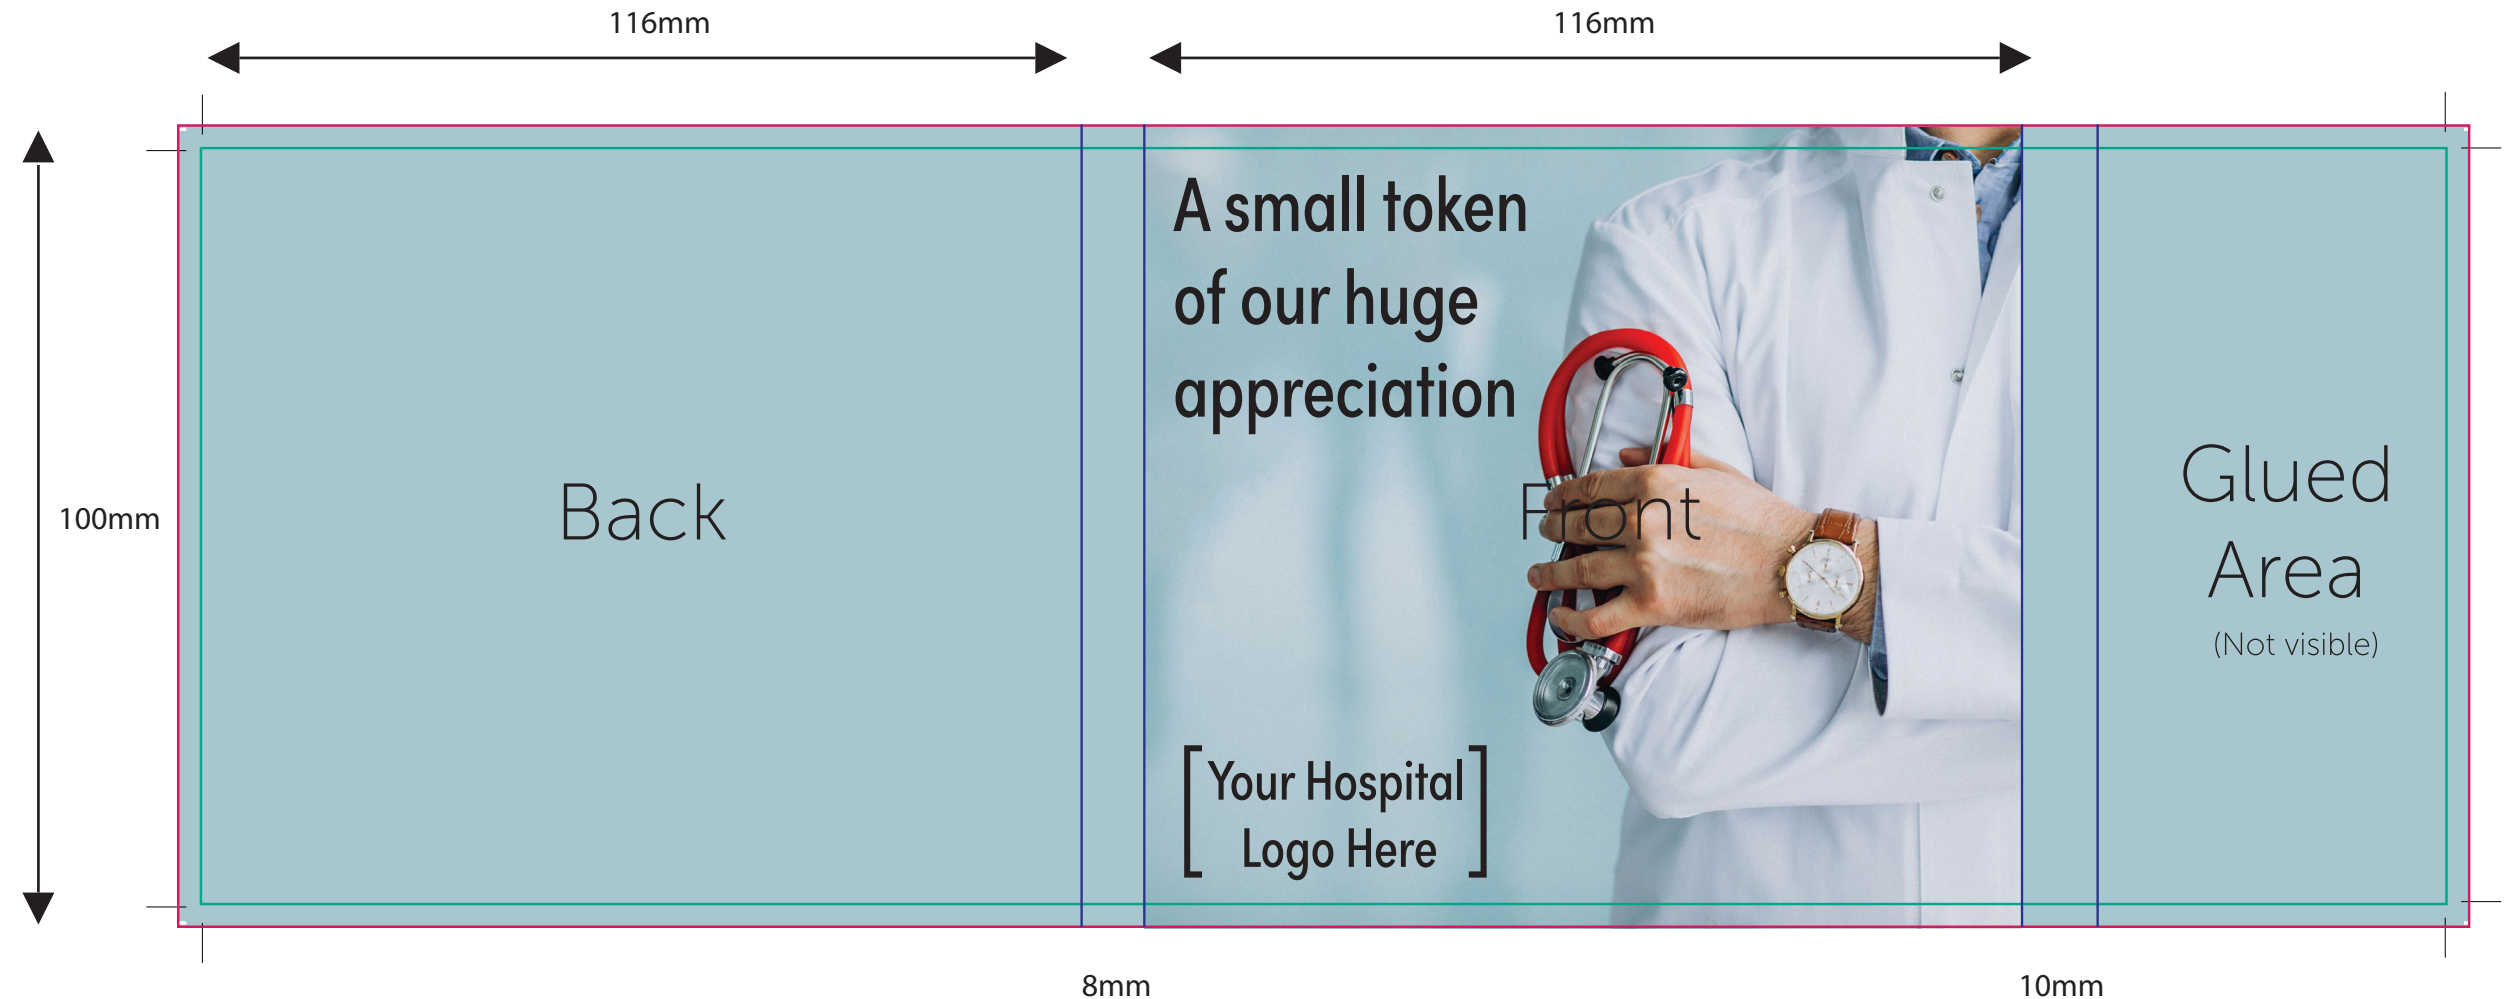 116mm
116mm
100mm
Back
A small token
of our huge
appreciation
Front
[Your Hospital
Logo Here]
Glued
Area
(Not visible)
8mm
10mm